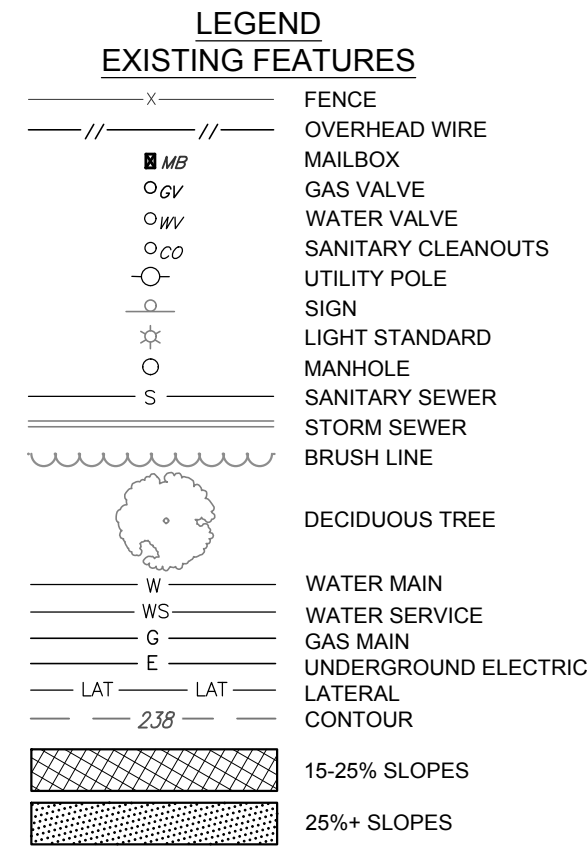 LEGEND
EXISTING FEATURES
X FENCE
// // OVERHEAD WIRE
MB MAILBOX
GV GAS VALVE
WV WATER VALVE
CO SANITARY CLEANOUTS
UTILITY POLE
SIGN
LIGHT STANDARD
MANHOLE
S SANITARY SEWER
STORM SEWER
BRUSH LINE
DECIDUOUS TREE
W WATER MAIN
WS WATER SERVICE
G GAS MAIN
E UNDERGROUND ELECTRIC
LAT LAT LATERAL
238 CONTOUR
15-25% SLOPES
25%+ SLOPES